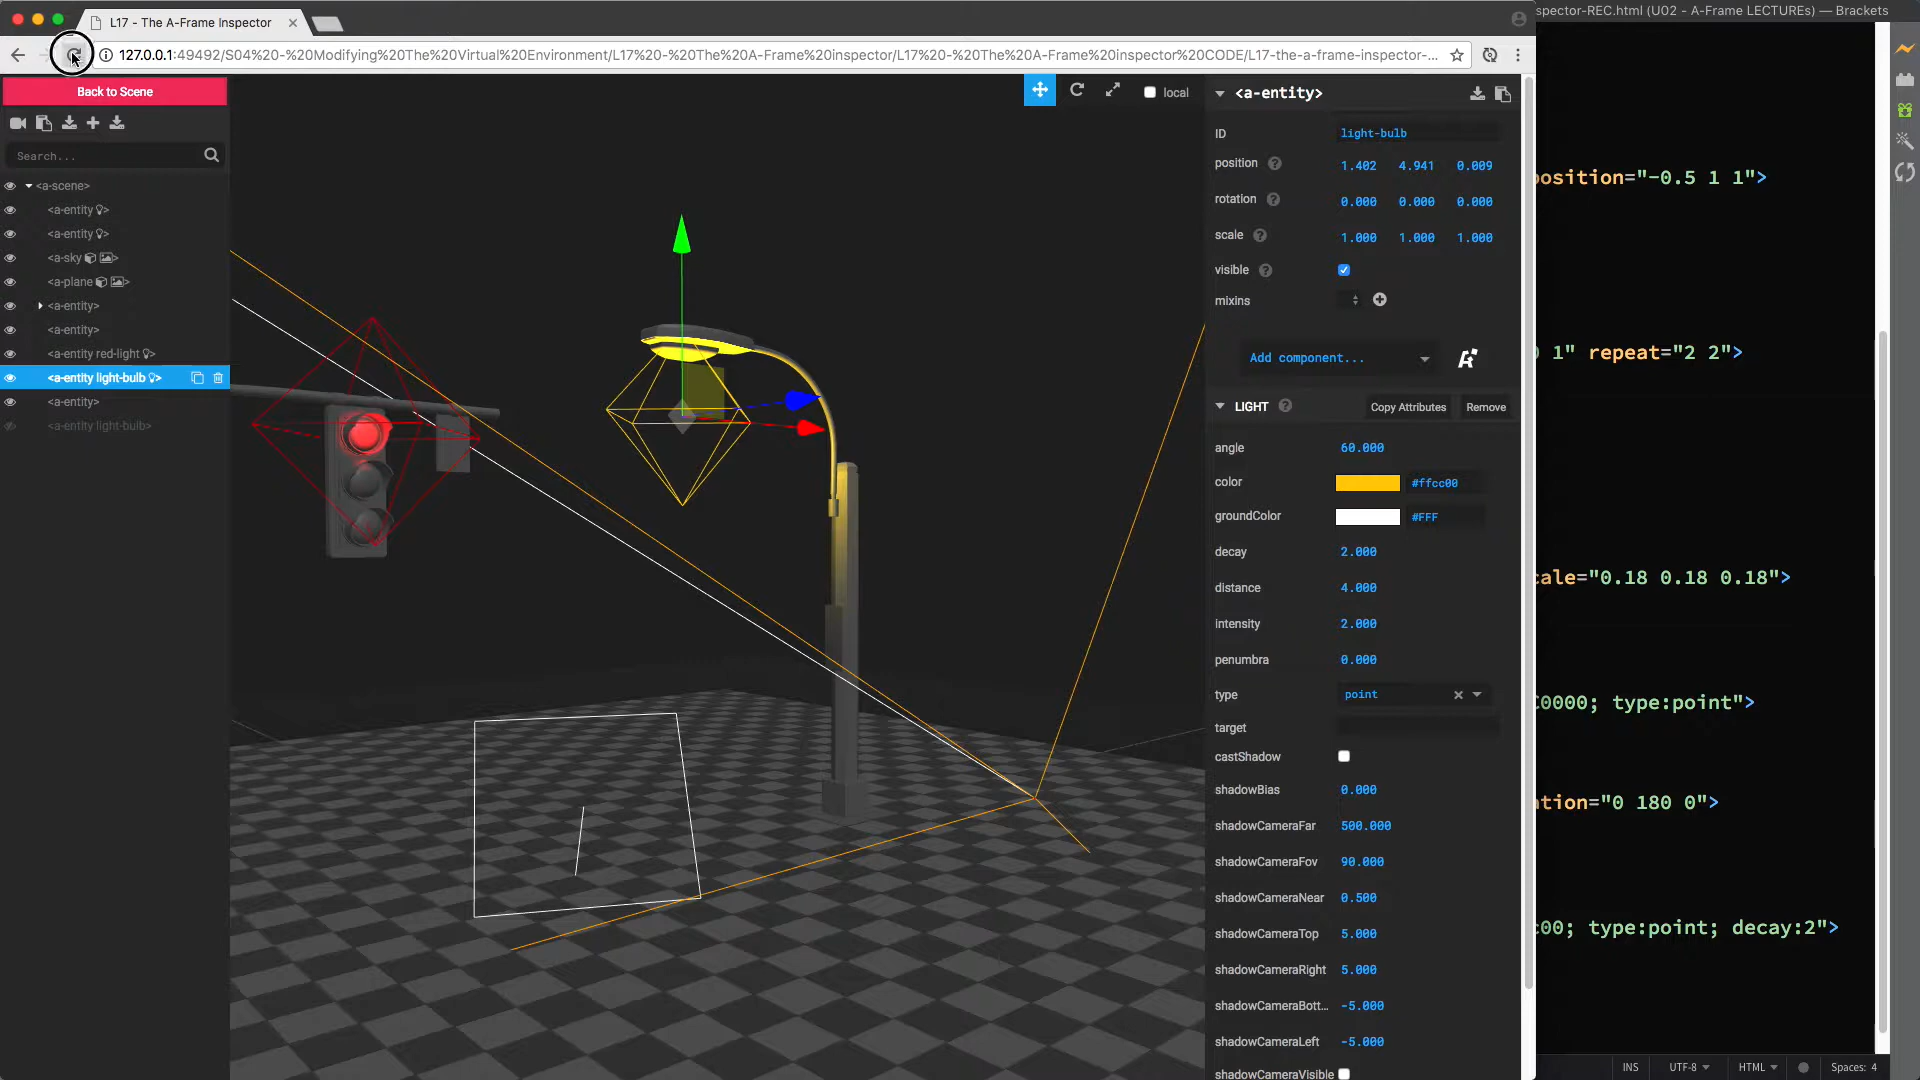 L17 - The A-Frame Inspector
spector-REC.html (U02 - A-Frame LECTUREs) — Brackets
127.0.0.1:49492/S04%20-%20Modifying%20The%20Virtual%20Environment/L17%20-%20The%20A-Frame%20inspector/L17%20-%20The%20A-Frame%20inspector%20CODE/L17-the-a-frame-inspector-...
Back to Scene
local
Search...
<a-scene>
<a-entity >
<a-entity >
<a-sky >
<a-plane >
<a-entity>
<a-entity>
<a-entity red-light >
<a-entity light-bulb >
<a-entity>
<a-entity light-bulb>
<a-entity>
ID light-bulb
position 1.402 4.941 0.009
rotation 0.000 0.000 0.000
scale 1.000 1.000 1.000
visible
mixins
Add component...
LIGHT Copy Attributes Remove
angle 60.000
color #ffcc00
groundColor #FFF
decay 2.000
distance 4.000
intensity 2.000
penumbra 0.000
type point
target
castShadow
shadowBias 0.000
shadowCameraFar 500.000
shadowCameraFov 90.000
shadowCameraNear 0.500
shadowCameraTop 5.000
shadowCameraRight 5.000
shadowCameraBott... -5.000
shadowCameraLeft -5.000
shadowCameraVisible
position="-0.5 1 1">
1" repeat="2 2">
cale="0.18 0.18 0.18">
0000; type:point">
ation="0 180 0">
00; type:point; decay:2">
INS UTF-8 HTML Spaces: 4